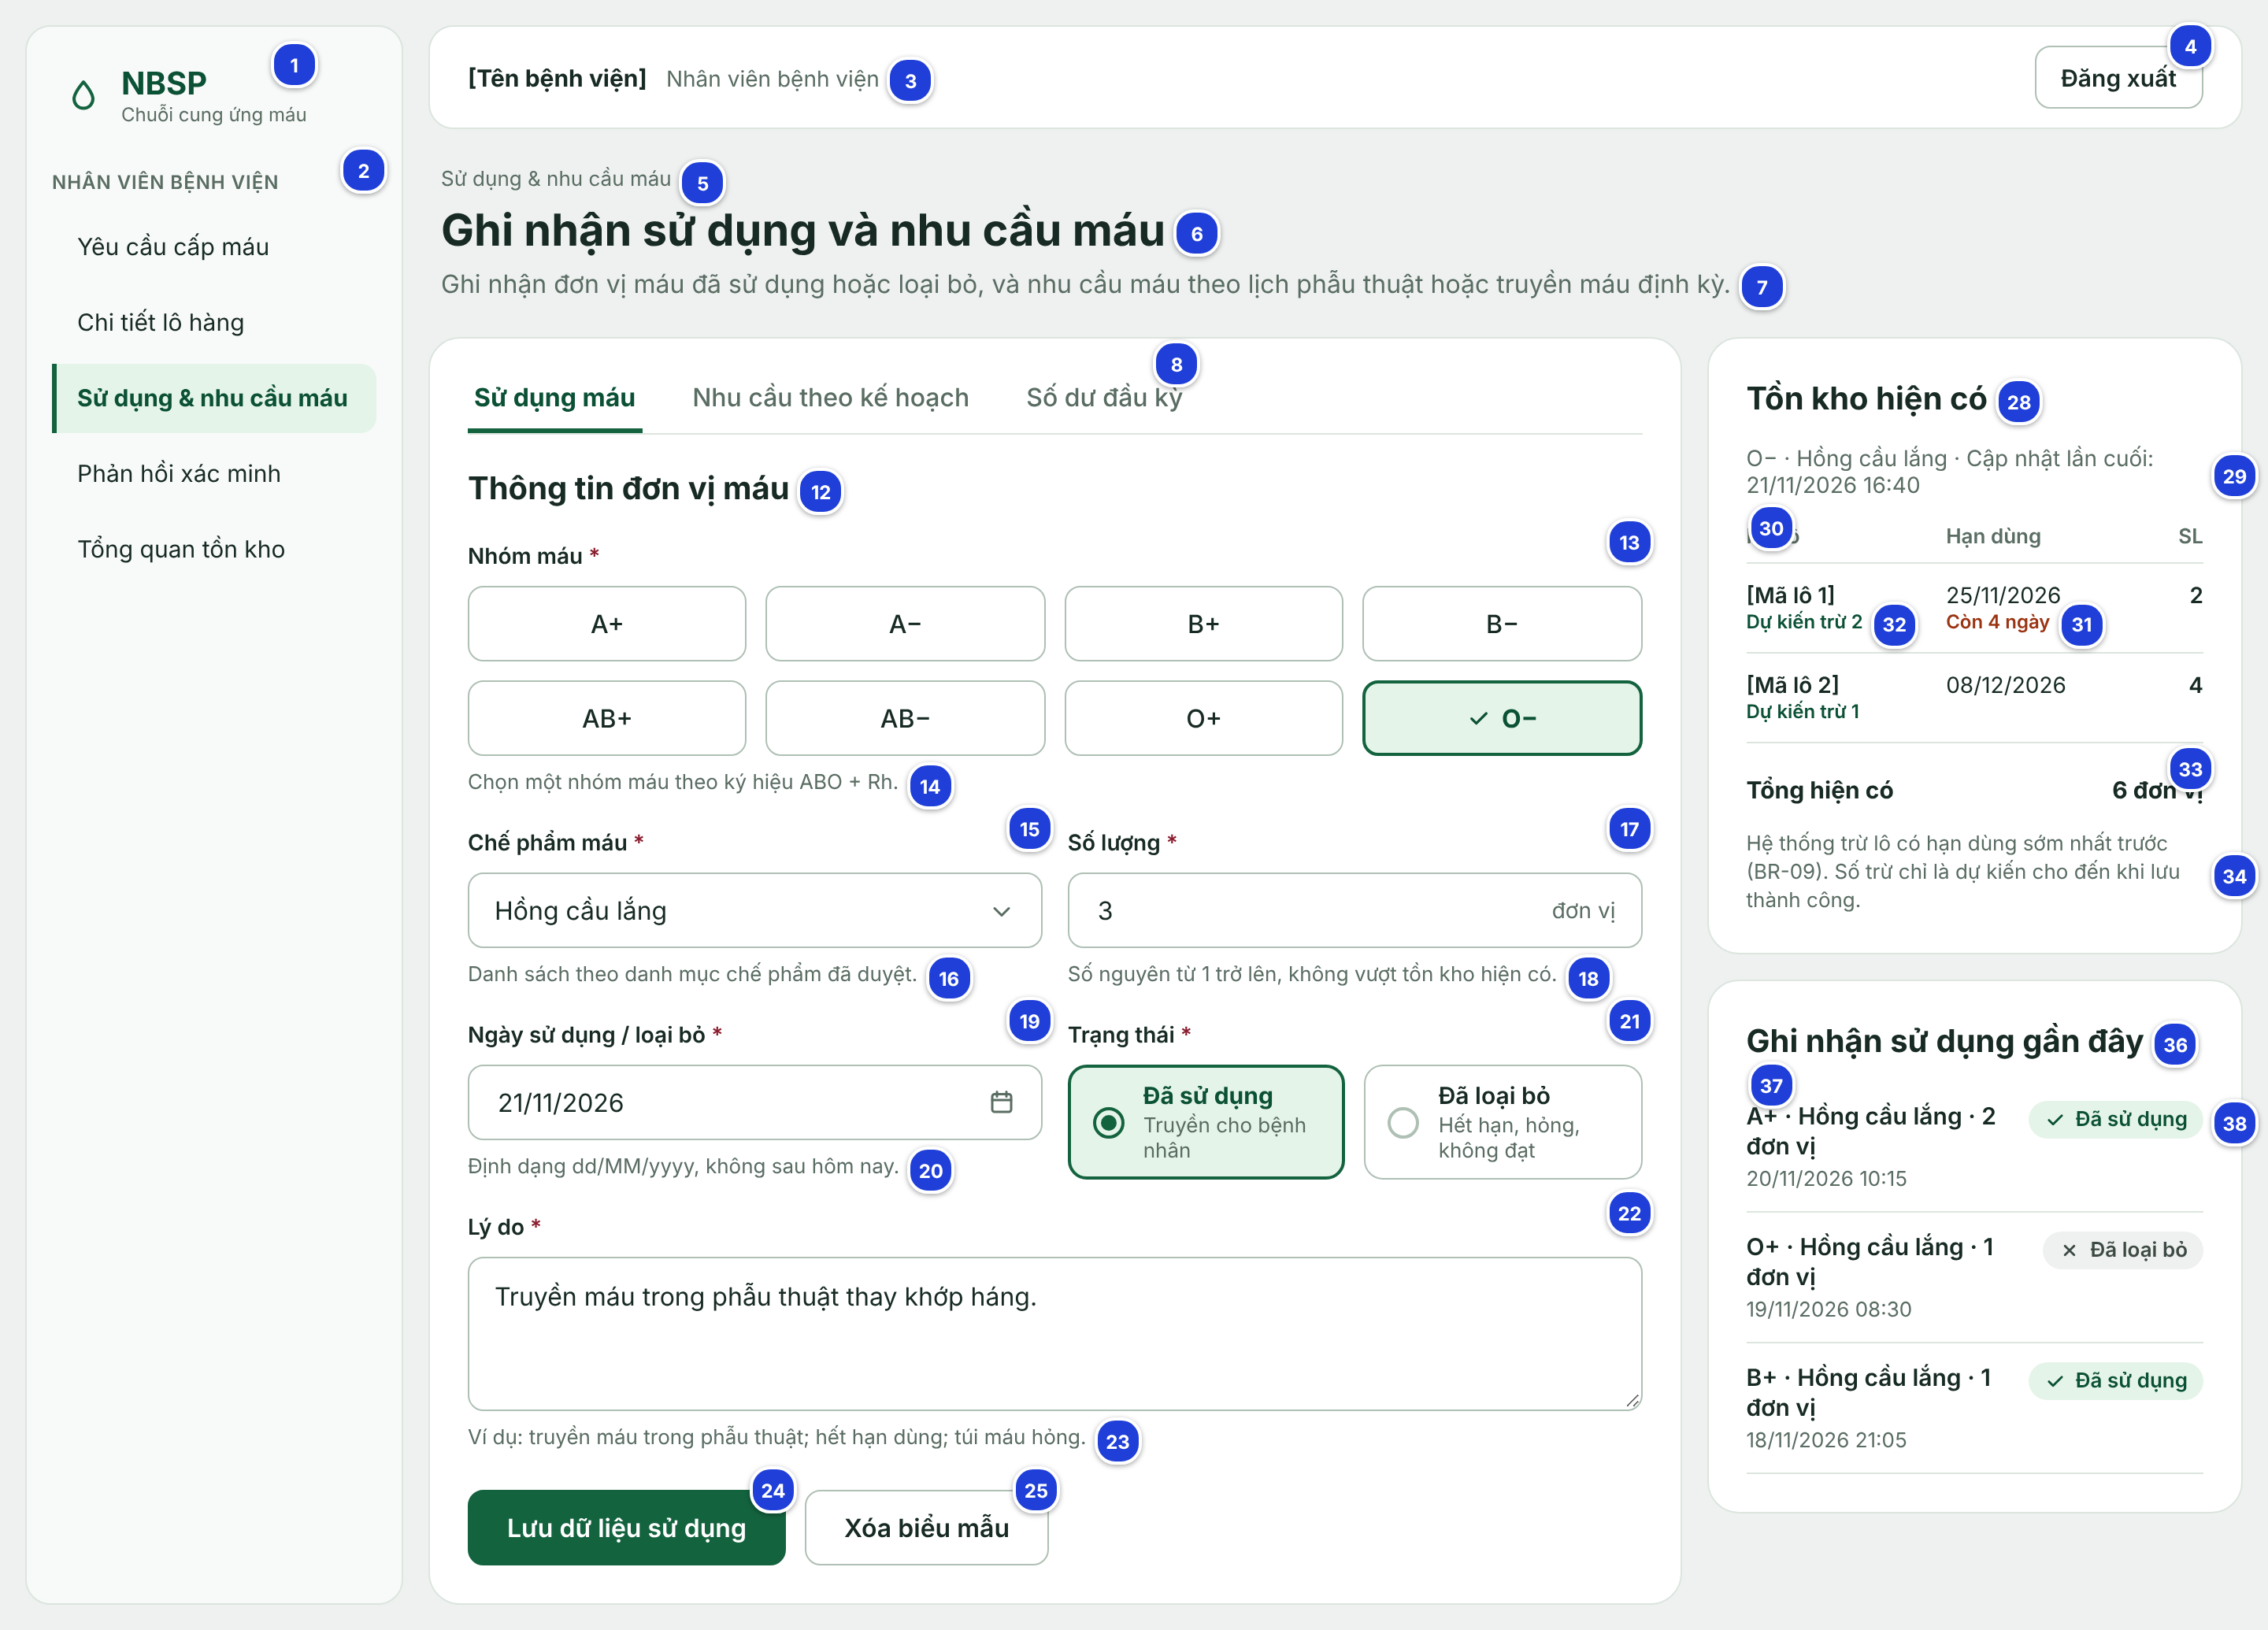 NBSP
1
Chuỗi cung ứng máu
2
NHÂN VIÊN BỆNH VIỆN
Yêu cầu cấp máu
Chi tiết lô hàng
Sử dụng & nhu cầu máu
Phản hồi xác minh
Tổng quan tồn kho
[Tên bệnh viện] Nhân viên bệnh viện 3
4
Đăng xuất
Sử dụng & nhu cầu máu 5
Ghi nhận sử dụng và nhu cầu máu 6
Ghi nhận đơn vị máu đã sử dụng hoặc loại bỏ, và nhu cầu máu theo lịch phẫu thuật hoặc truyền máu định kỳ. 7
8
Sử dụng máu Nhu cầu theo kế hoạch Số dư đầu kỳ
Thông tin đơn vị máu 12
13
Nhóm máu *
A+ A− B+ B−
AB+ AB− O+ O−
Chọn một nhóm máu theo ký hiệu ABO + Rh. 14
Chế phẩm máu * 15
Hồng cầu lắng
Danh sách theo danh mục chế phẩm đã duyệt. 16
Số lượng * 17
3 đơn vị
Số nguyên từ 1 trở lên, không vượt tồn kho hiện có. 18
Ngày sử dụng / loại bỏ * 19
21/11/2026
Định dạng dd/MM/yyyy, không sau hôm nay. 20
Trạng thái * 21
Đã sử dụng
Truyền cho bệnh
nhân
Đã loại bỏ
Hết hạn, hỏng,
không đạt
22
Lý do *
Truyền máu trong phẫu thuật thay khớp háng.
Ví dụ: truyền máu trong phẫu thuật; hết hạn dùng; túi máu hỏng. 23
24
Lưu dữ liệu sử dụng
25
Xóa biểu mẫu
Tồn kho hiện có 28
O− · Hồng cầu lắng · Cập nhật lần cuối:
21/11/2026 16:40
29
30
Hạn dùng SL
[Mã lô 1] 25/11/2026 2
Dự kiến trừ 2 32 Còn 4 ngày 31
[Mã lô 2] 08/12/2026 4
Dự kiến trừ 1
33
Tổng hiện có 6 đơn vị
Hệ thống trừ lô có hạn dùng sớm nhất trước
(BR-09). Số trừ chỉ là dự kiến cho đến khi lưu
thành công.
34
Ghi nhận sử dụng gần đây 36
37
A+ · Hồng cầu lắng · 2
đơn vị
Đã sử dụng 38
20/11/2026 10:15
O+ · Hồng cầu lắng · 1
đơn vị
Đã loại bỏ
19/11/2026 08:30
B+ · Hồng cầu lắng · 1
đơn vị
Đã sử dụng
18/11/2026 21:05